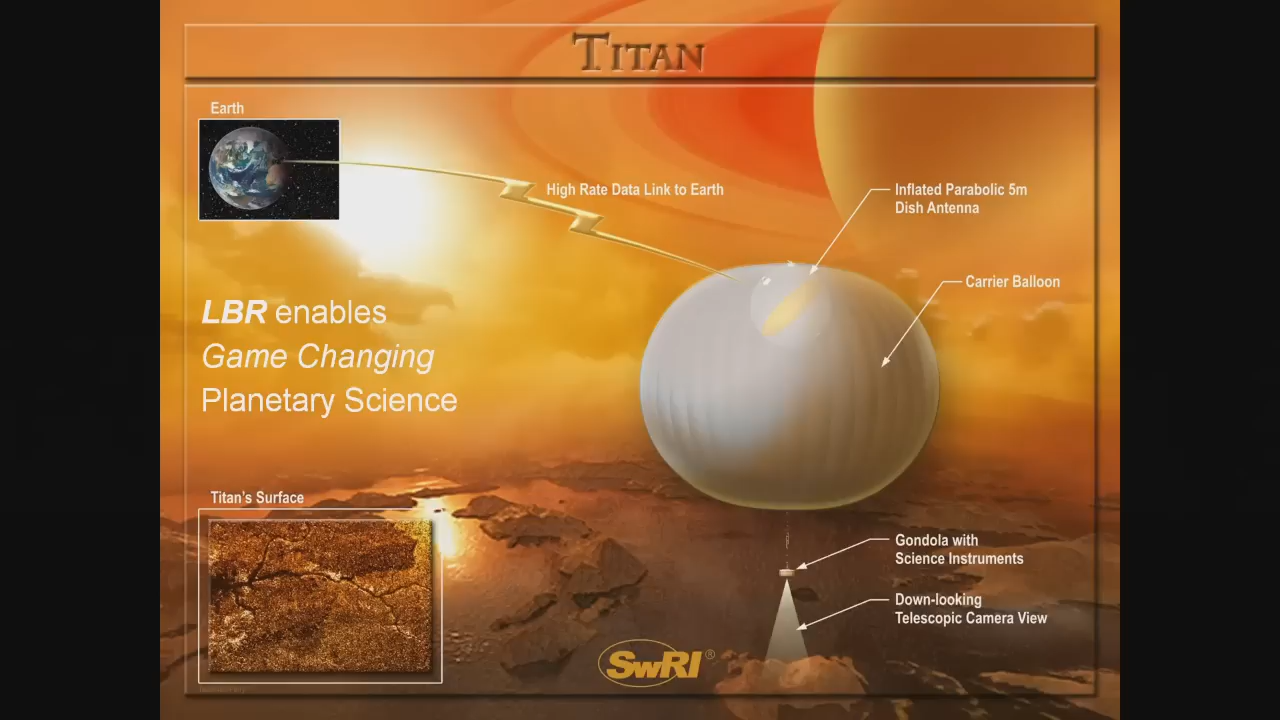 TITAN
Earth
High Rate Data Link to Earth
Inflated Parabolic 5m
Dish Antenna
Carrier Balloon
LBR enables
Game Changing
Planetary Science
Titan's Surface
Gondola with
Science Instruments
Down-looking
Telescopic Camera View
SwRI®